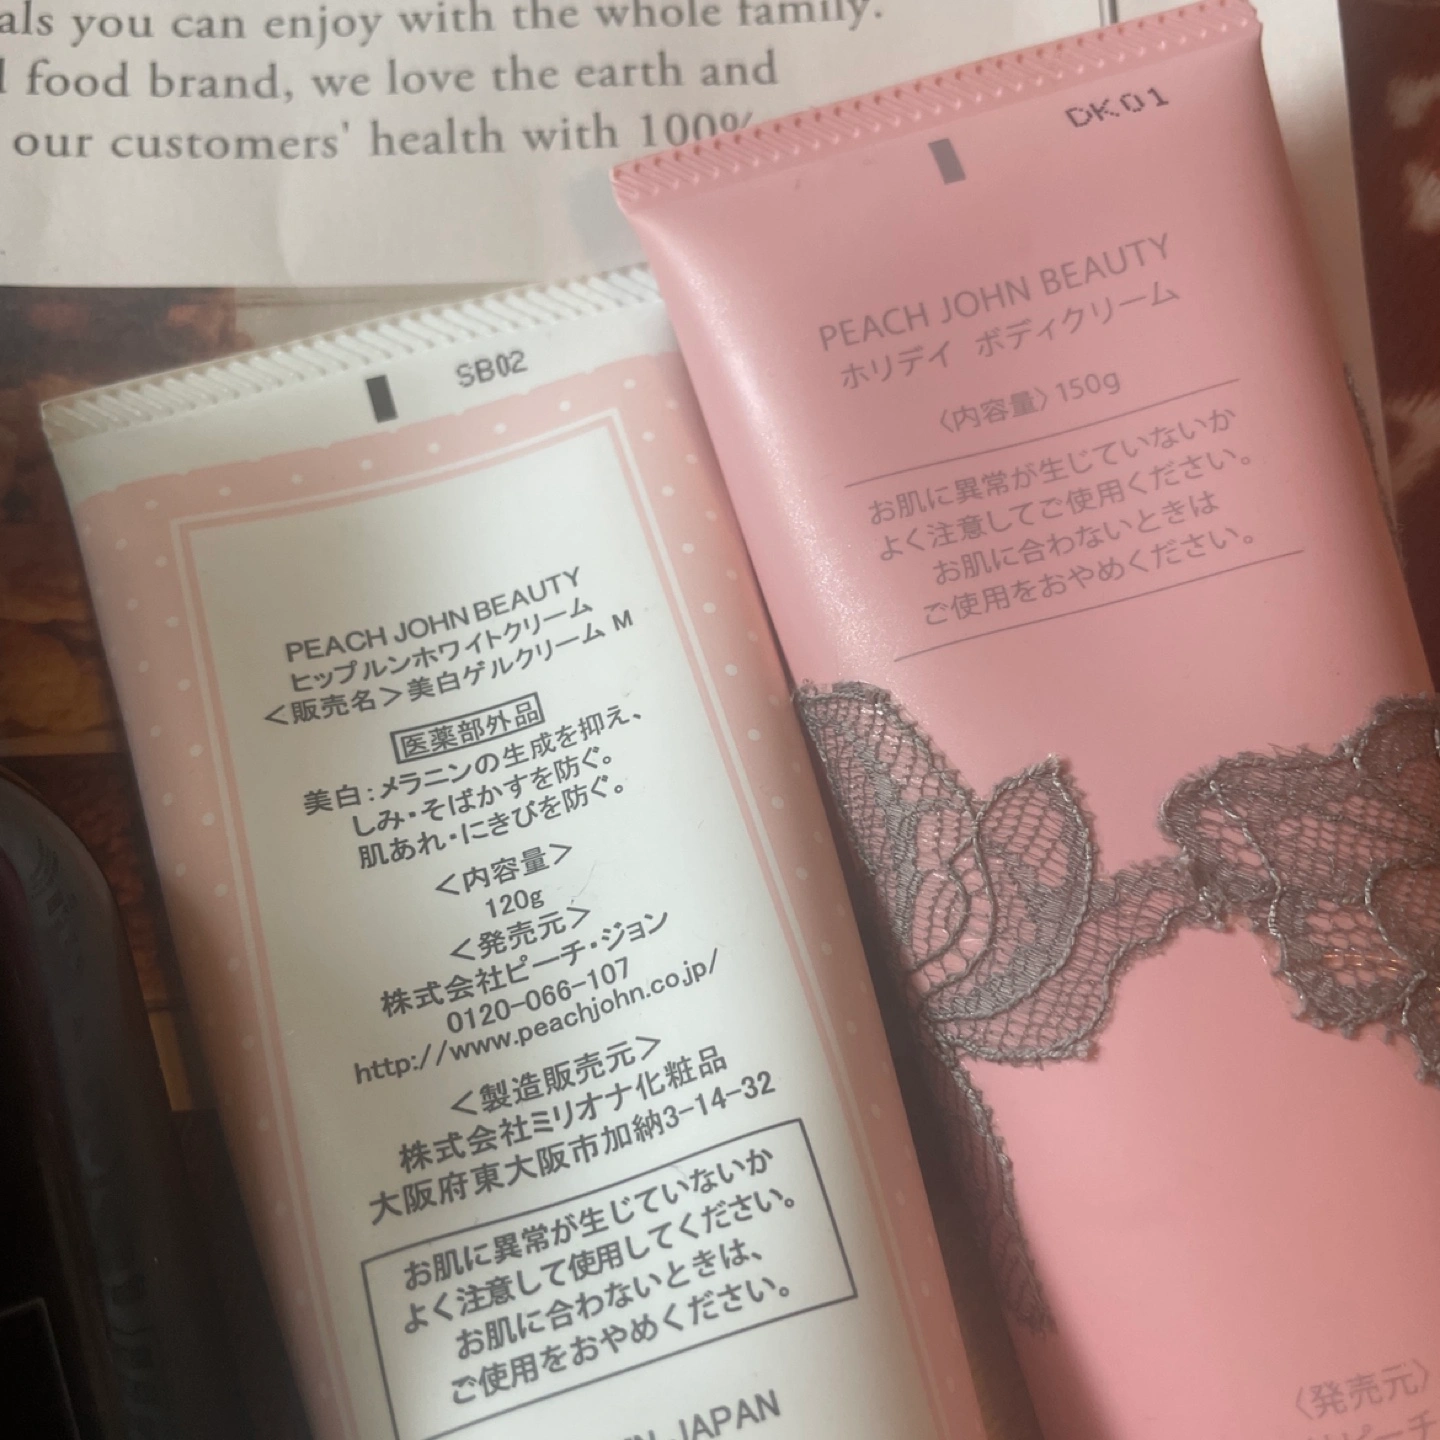 als you can enjoy with the whole family.
food brand, we love the earth and
our customers' health with 100%
SB02
PEACH JOHN BEAUTY
ヒップルンホワイトクリーム
＜販売名＞美白ゲルクリーム M
医薬部外品
美白：メラニンの生成を抑え、
しみ・そばかすを防ぐ。
肌あれ・にきびを防ぐ。
＜内容量＞
120g
＜発売元＞
株式会社ピーチ・ジョン
0120-066-107
http://www.peachjohn.co.jp/
＜製造販売元＞
株式会社ミリオナ化粧品
大阪府東大阪市加納3-14-32
お肌に異常が生じていないか
よく注意して使用してください。
お肌に合わないときは、
ご使用をおやめください。
JAPAN
DK01
PEACH JOHN BEAUTY
ホリデイ ボディクリーム
〈内容量〉150g
お肌に異常が生じていないか
よく注意してご使用ください。
お肌に合わないときは
ご使用をおやめください。
〈発売元〉
ピーチ